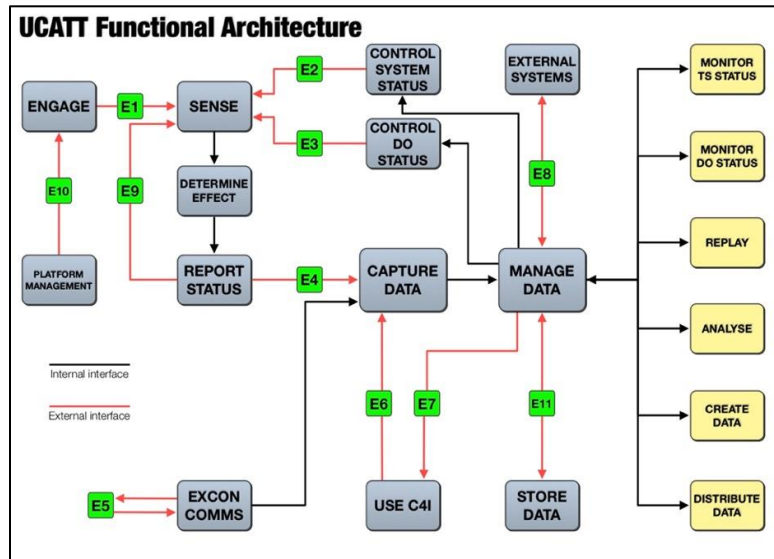 UCATT Functional Architecture
ENGAGE
E1
SENSE
E2
CONTROL
SYSTEM
STATUS
EXTERNAL
SYSTEMS
MONITOR
TS STATUS
E3
CONTROL
DO STATUS
E10
E9
DETERMINE
EFFECT
E8
MONITOR
DO STATUS
REPLAY
PLATFORM
MANAGEMENT
REPORT
STATUS
E4
CAPTURE
DATA
MANAGE
DATA
ANALYSE
Internal interface
External interface
E6
E7
E11
CREATE
DATA
E5
EXCON
COMMS
USE C4I
STORE
DATA
DISTRIBUTE
DATA